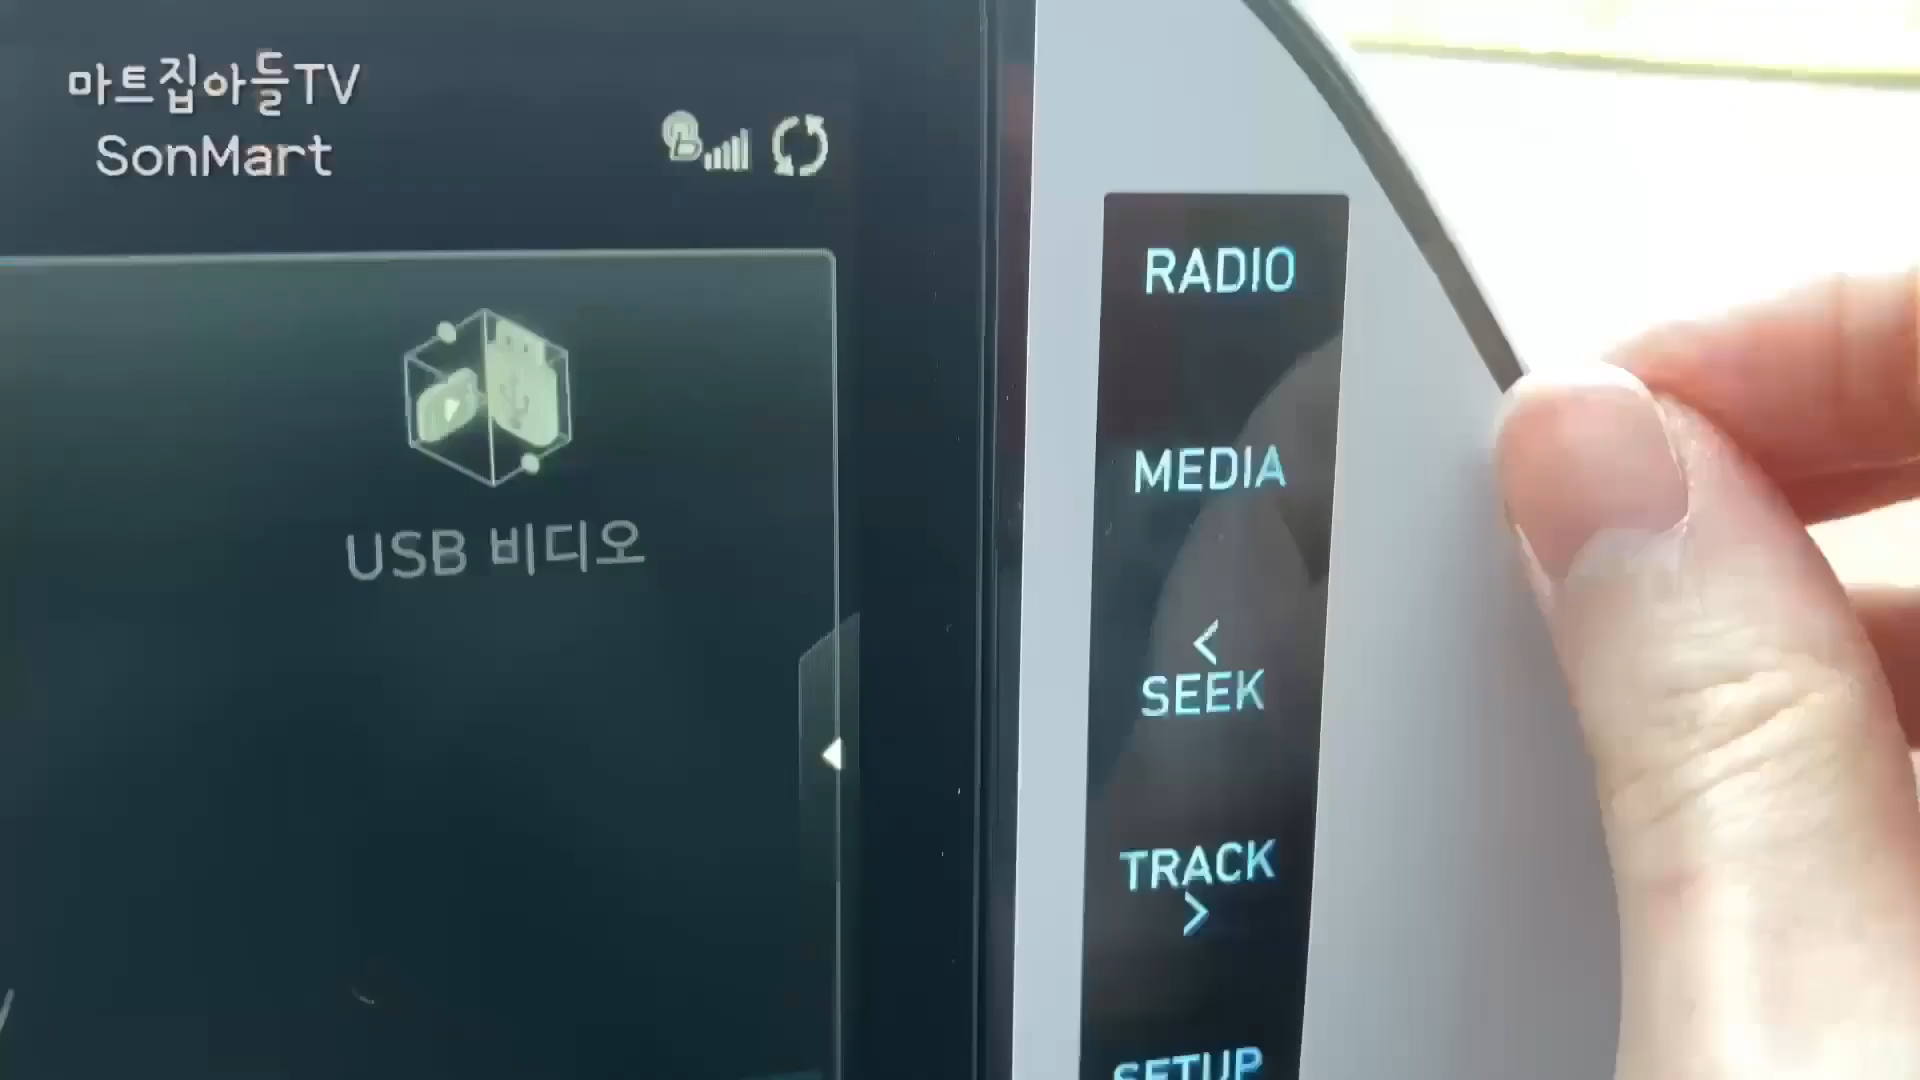 마트집아들TV
SonMart
USB 비디오
RADIO
MEDIA
<
SEEK
TRACK
>
SETUP